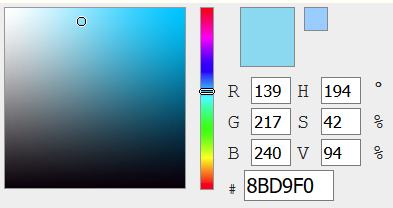 R 139 H 194 °
G 217 S 42 %
B 240 V 94 %
# 8BD9F0